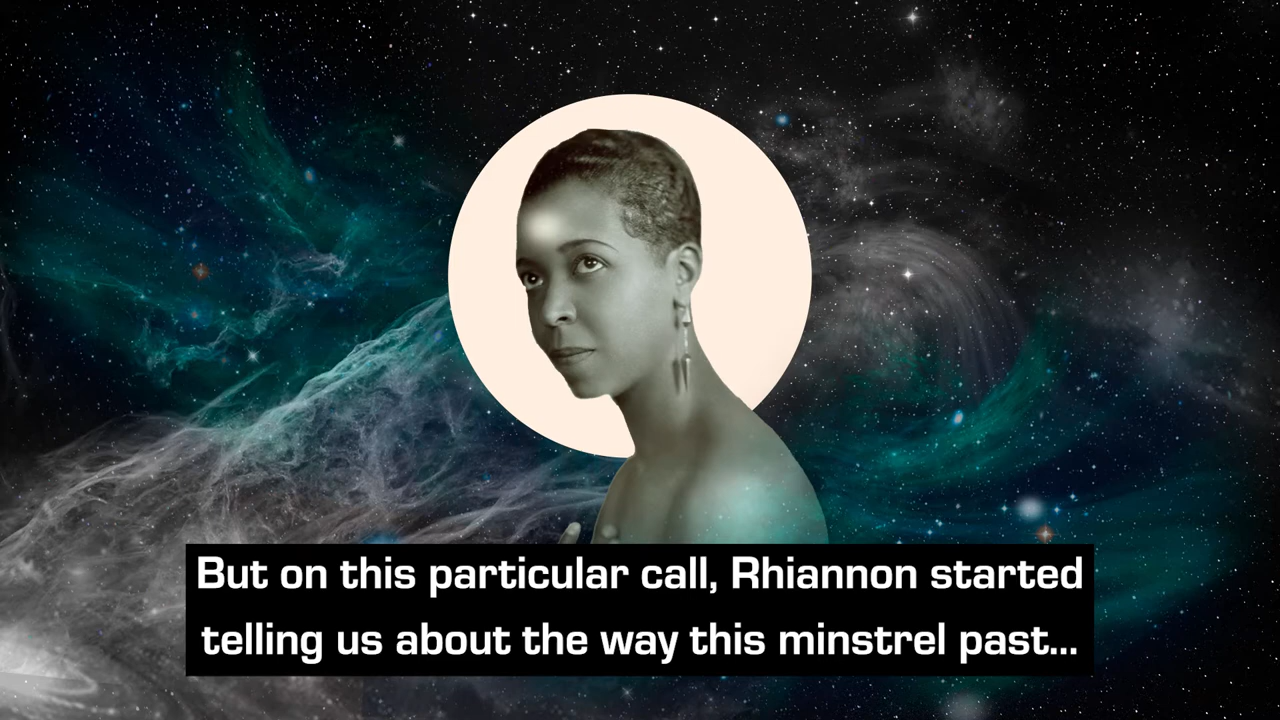 But on this particular call, Rhiannon started
telling us about the way this minstrel past...